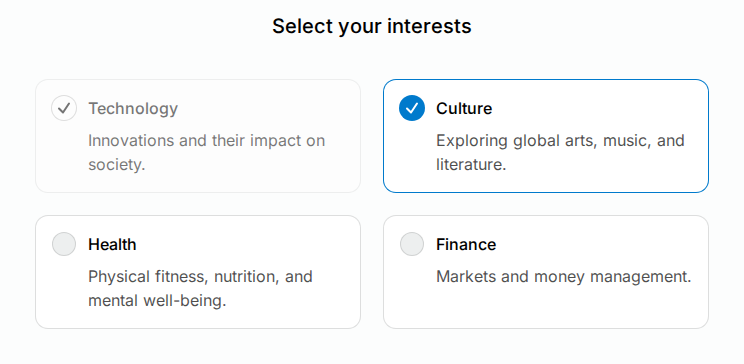 Select your interests
Technology
Innovations and their impact on
society.
Culture
Exploring global arts, music, and
literature.
Health
Physical fitness, nutrition, and
mental well-being.
Finance
Markets and money management.